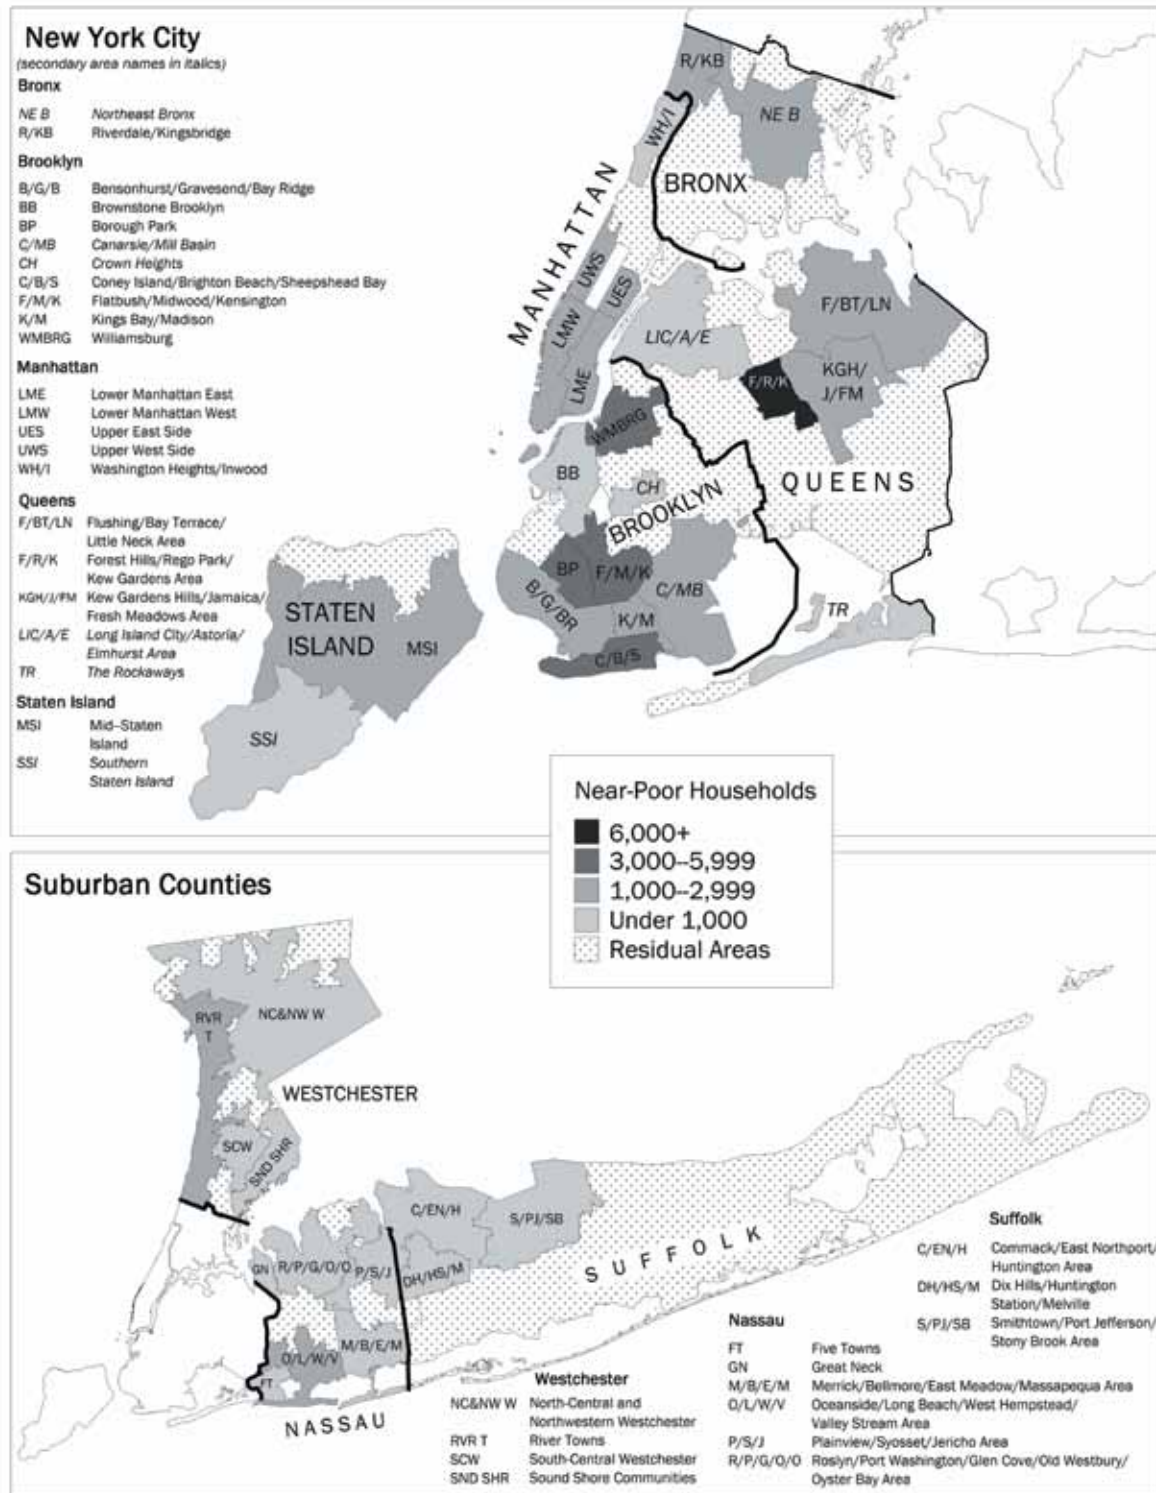 New York City
(secondary area names in italics)
Bronx
NE B Northeast Bronx
R/KB Riverdale/Kingsbridge
Brooklyn
B/G/B Bensonhurst/Gravesend/Bay Ridge
BB Brownstone Brooklyn
BP Borough Park
C/MB Canarsie/Mill Basin
CH Crown Heights
C/B/S Coney Island/Brighton Beach/Sheepshead Bay
F/M/K Flatbush/Midwood/Kensington
K/M Kings Bay/Madison
WMBRG Williamsburg
Manhattan
LME Lower Manhattan East
LMW Lower Manhattan West
UES Upper East Side
UWS Upper West Side
WH/I Washington Heights/Inwood
Queens
F/BT/LN Flushing/Bay Terrace/
Little Neck Area
F/R/K Forest Hills/Rego Park/
Kew Gardens Area
KGH/J/FM Kew Gardens Hills/Jamaica/
Fresh Meadows Area
LIC/A/E Long Island City/Astoria/
Elmhurst Area
TR The Rockaways
Staten Island
MSI Mid–Staten
Island
SSI Southern
Staten Island
R/KB
NE B
WH/I
BRONX
MANHATTAN
UWS
UES
LMW
LME
LIC/A/E
F/BT/LN
F/R/K
KGH/
J/FM
WMBRG
BB
CH
BROOKLYN
QUEENS
BP
F/M/K
C/MB
B/G/BR
K/M
C/B/S
TR
STATEN
ISLAND
MSI
SSI
Near-Poor Households
6,000+
3,000–5,999
1,000–2,999
Under 1,000
Residual Areas
Suburban Counties
RVR
T
NC&NW W
WESTCHESTER
SCW
SND SHR
C/EN/H
S/PJ/SB
GN
R/P/G/O/O
P/S/J
DH/HS/M
SUFFOLK
M/B/E/M
O/L/W/V
FT
NASSAU
Westchester
NC&NW W North-Central and
Northwestern Westchester
RVR T River Towns
SCW South-Central Westchester
SND SHR Sound Shore Communities
Nassau
FT Five Towns
GN Great Neck
M/B/E/M Merrick/Bellmore/East Meadow/Massapequa Area
O/L/W/V Oceanside/Long Beach/West Hempstead/
Valley Stream Area
P/S/J Plainview/Syosset/Jericho Area
R/P/G/O/O Roslyn/Port Washington/Glen Cove/Old Westbury/
Oyster Bay Area
Suffolk
C/EN/H Commack/East Northport/
Huntington Area
DH/HS/M Dix Hills/Huntington
Station/Melville
S/PJ/SB Smithtown/Port Jefferson/
Stony Brook Area